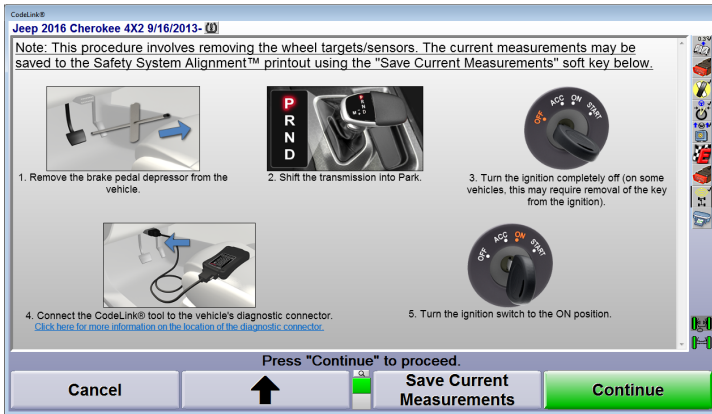 CodeLink®
Jeep 2016 Cherokee 4X2 9/16/2013-
Note: This procedure involves removing the wheel targets/sensors. The current measurements may be
saved to the Safety System Alignment™ printout using the "Save Current Measurements" soft key below.
P
R
N
D
OFF ACC ON START
1. Remove the brake pedal depressor from the
vehicle.
2. Shift the transmission into Park.
3. Turn the ignition completely off (on some
vehicles, this may require removal of the key
from the ignition).
OFF ACC ON START
4. Connect the CodeLink® tool to the vehicle's diagnostic connector.
Click here for more information on the location of the diagnostic connector.
5. Turn the ignition switch to the ON position.
Press "Continue" to proceed.
Cancel
Save Current
Measurements
Continue